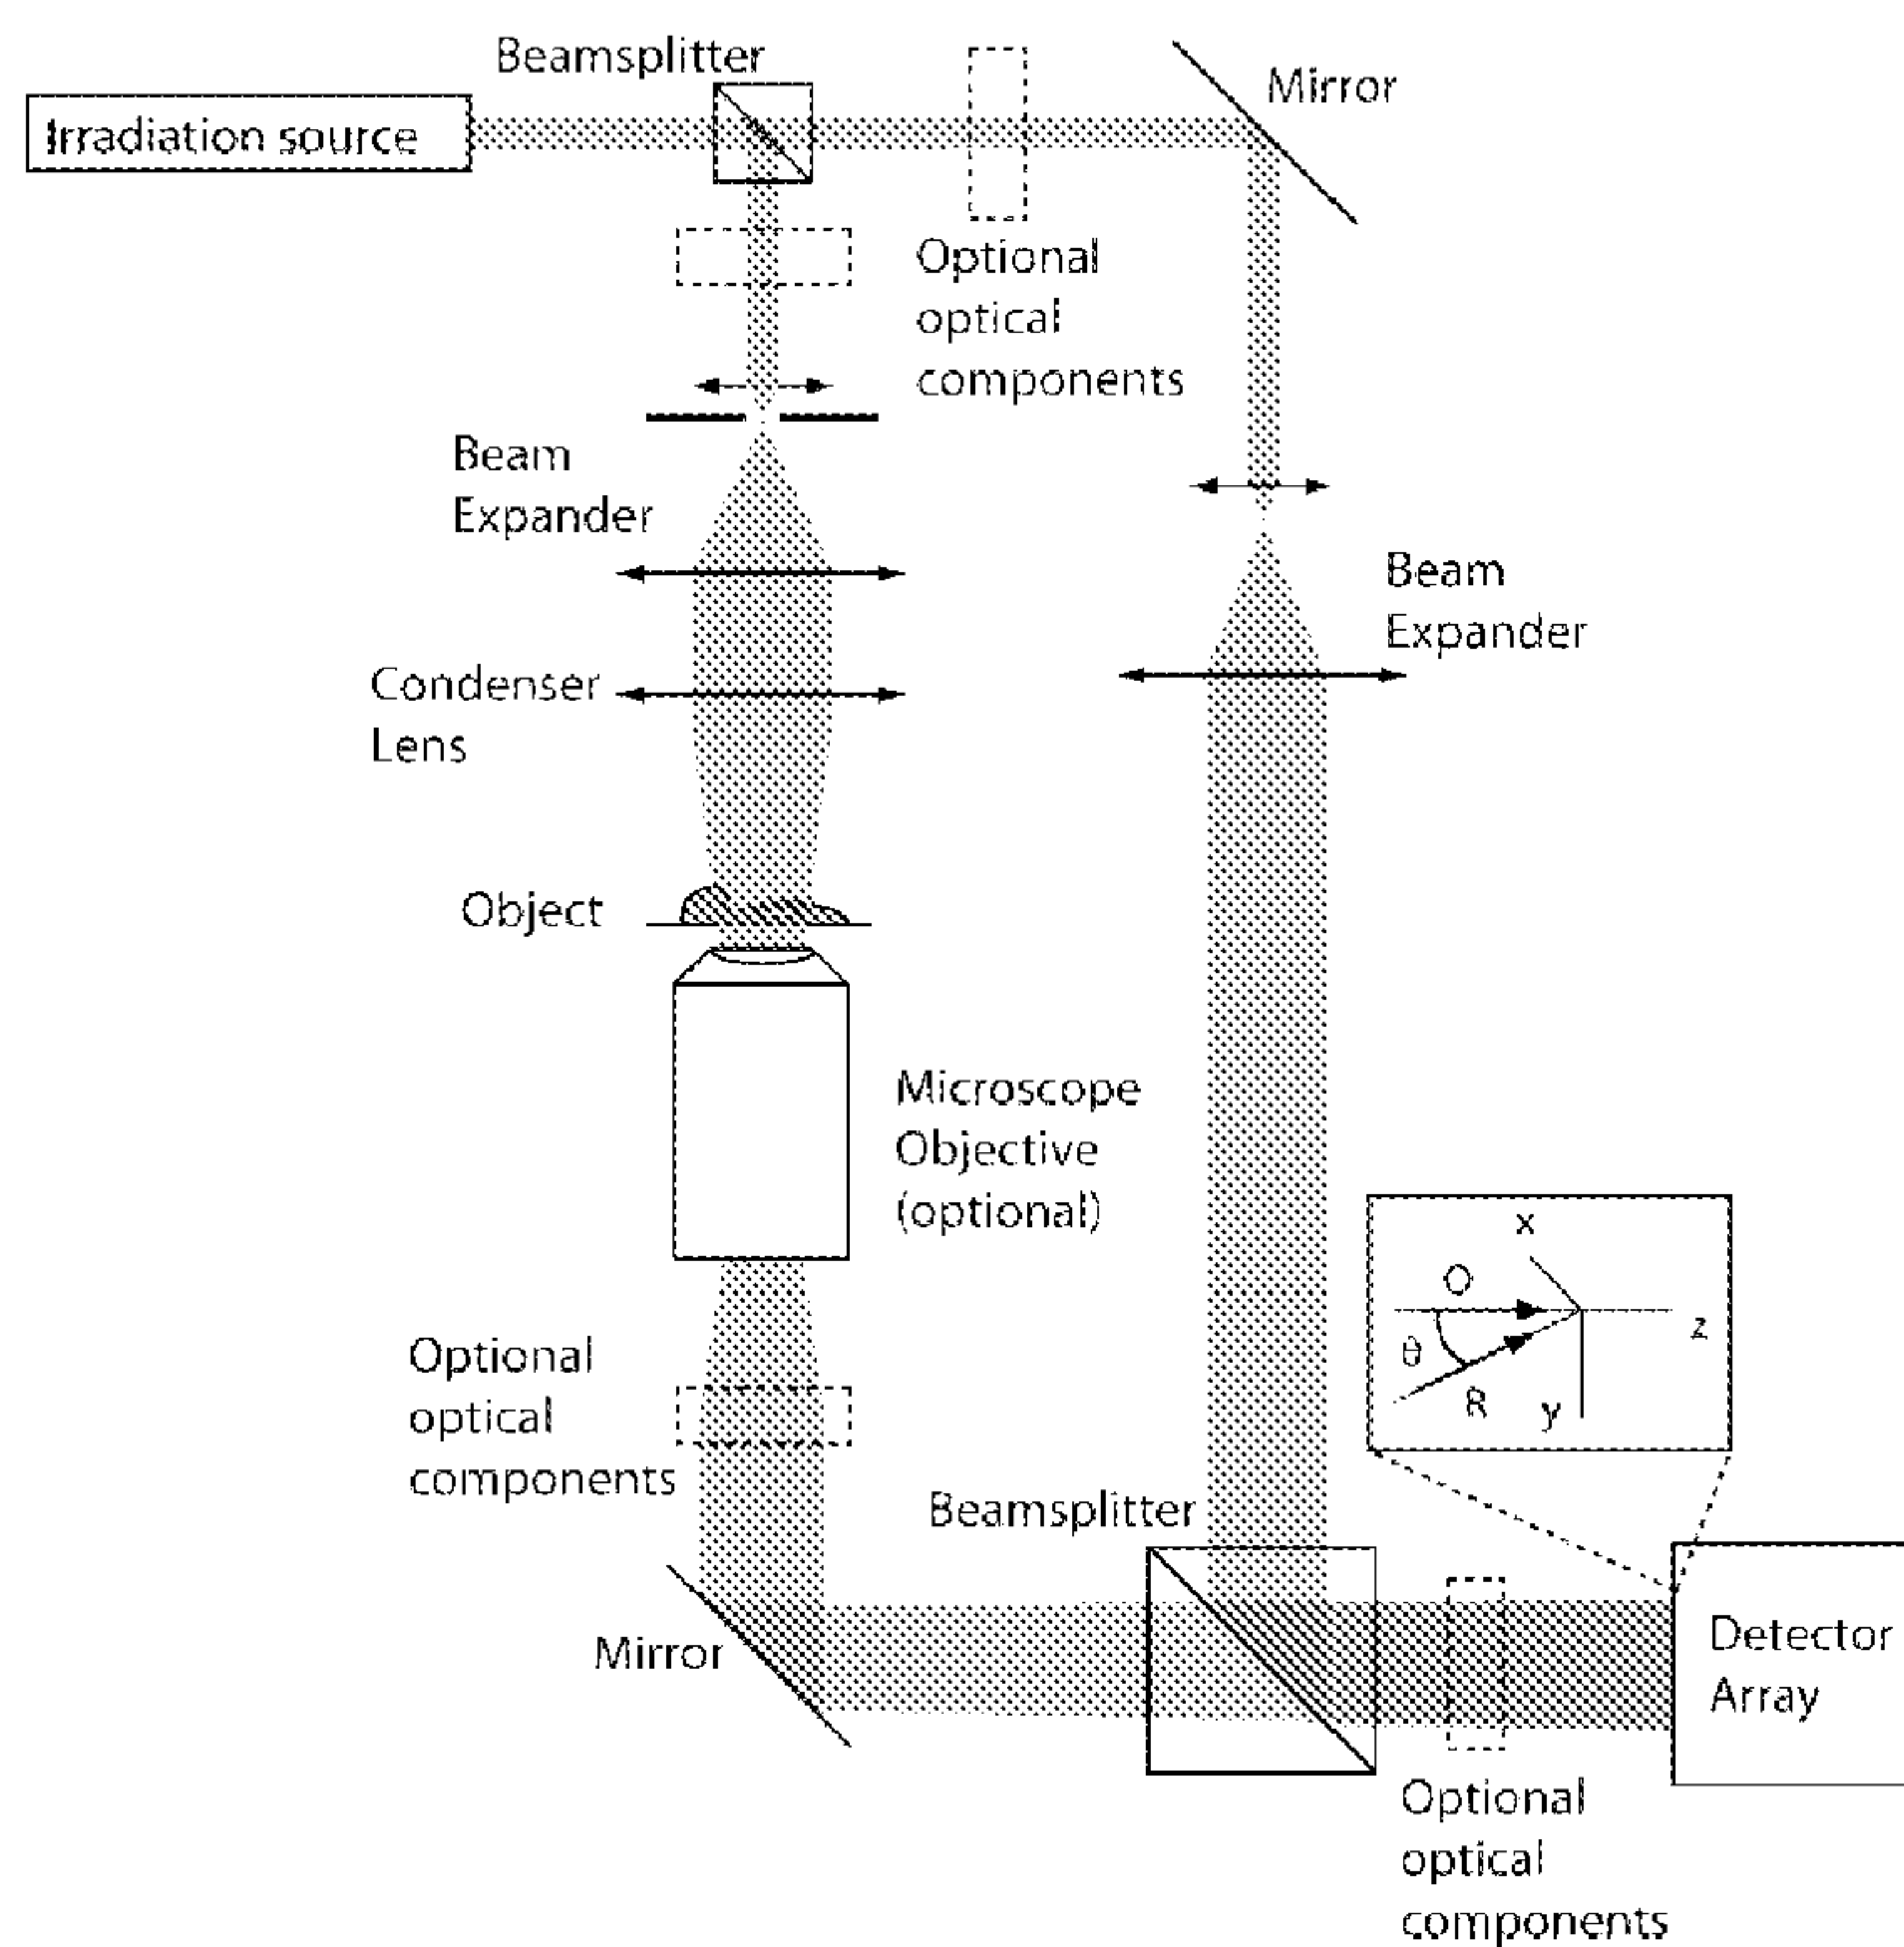 Beamsplitter
Mirror
Irradiation source
Optional
optical
components
Beam
Expander
Beam
Expander
Condenser
Lens
Object
Microscope
Objective
(optional)
x
O
z
θ
R
y
Optional
optical
components
Beamsplitter
Mirror
Detector
Array
Optional
optical
components